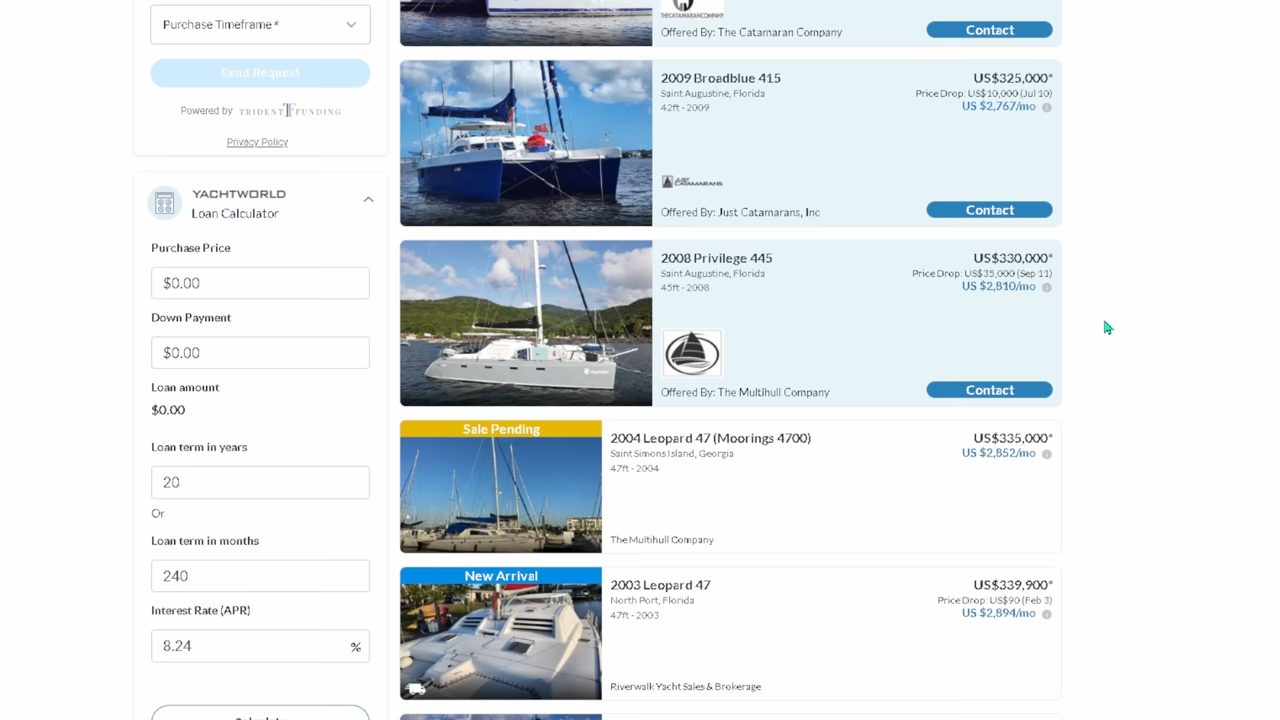 Purchase Timeframe *
Send Request
Powered by TRIDENT FUNDING
Privacy Policy
YACHTWORLD
Loan Calculator
Purchase Price
$0.00
Down Payment
$0.00
Loan amount
$0.00
Loan term in years
20
Or
Loan term in months
240
Interest Rate (APR)
8.24 %
THECATAMARANCOMPANY
Offered By: The Catamaran Company
Contact
2009 Broadblue 415
US$325,000*
Saint Augustine, Florida
Price Drop: US$10,000 (Jul 10)
42ft - 2009
US $2,767/mo
JUST CATAMARANS
Offered By: Just Catamarans, Inc
Contact
2008 Privilege 445
US$330,000*
Saint Augustine, Florida
Price Drop: US$35,000 (Sep 11)
45ft - 2008
US $2,810/mo
Offered By: The Multihull Company
Contact
Sale Pending
2004 Leopard 47 (Moorings 4700)
US$335,000*
Saint Simons Island, Georgia
US $2,852/mo
47ft - 2004
The Multihull Company
New Arrival
2003 Leopard 47
US$339,900*
North Port, Florida
Price Drop: US$90 (Feb 3)
47ft - 2003
US $2,894/mo
Riverwalk Yacht Sales & Brokerage